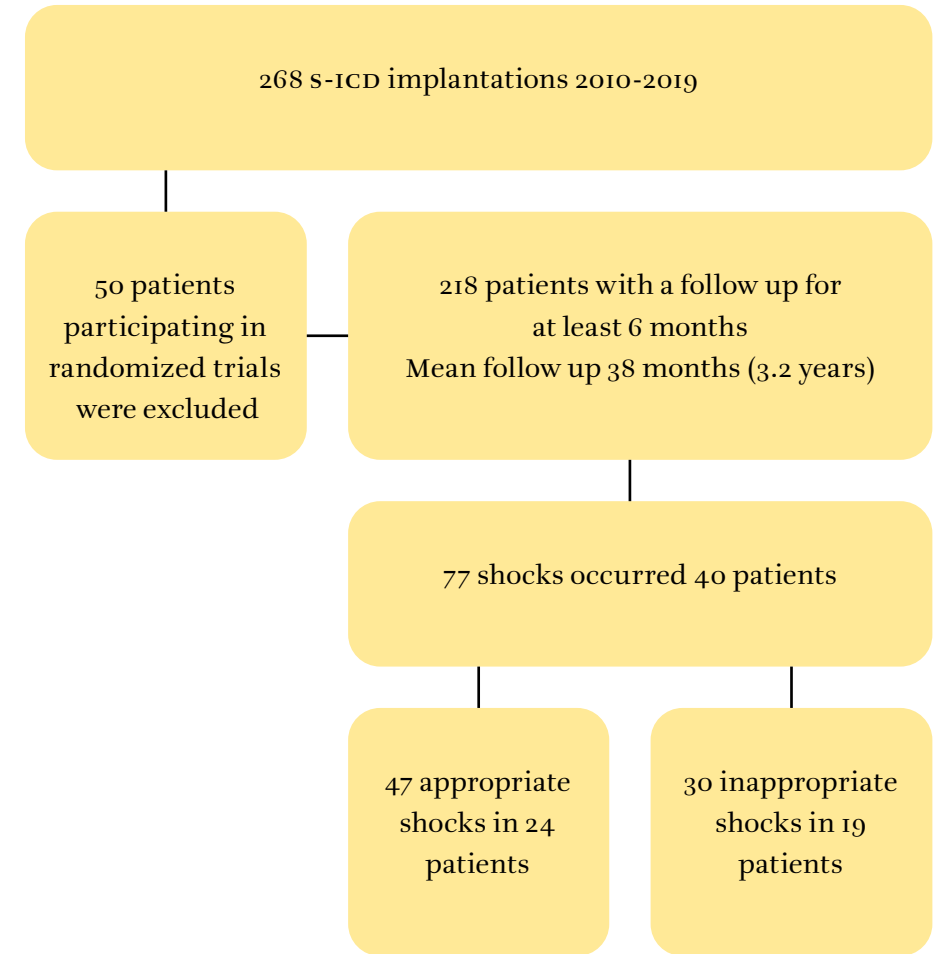 268 S-ICD implantations 2010-2019
50 patients
participating in
randomized trials
were excluded
218 patients with a follow up for
at least 6 months
Mean follow up 38 months (3.2 years)
77 shocks occurred 40 patients
47 appropriate
shocks in 24
patients
30 inappropriate
shocks in 19
patients